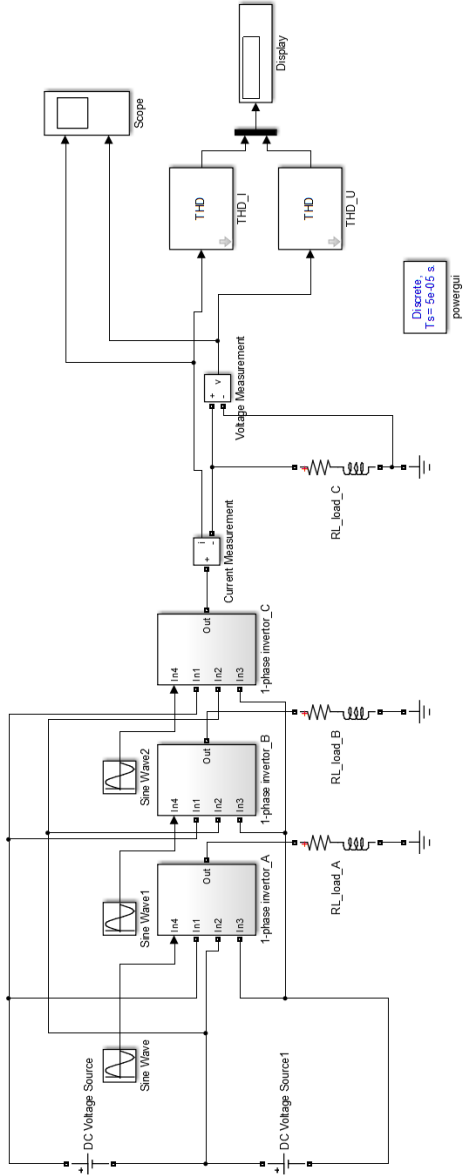 DC Voltage Source
+
DC Voltage Source1
+
Sine Wave
Sine Wave1
Sine Wave2
In4
In1
In2
In3
Out
1-phase invertor_A
In4
In1
In2
In3
Out
1-phase invertor_B
In4
In1
In2
In3
Out
1-phase invertor_C
+
RL_load_A
+
RL_load_B
+ i
-
Current Measurement
+ v
-
Voltage Measurement
+
RL_load_C
Scope
THD
THD_I
THD
THD_U
Display
Discrete,
Ts = 5e-05 s.
powergui